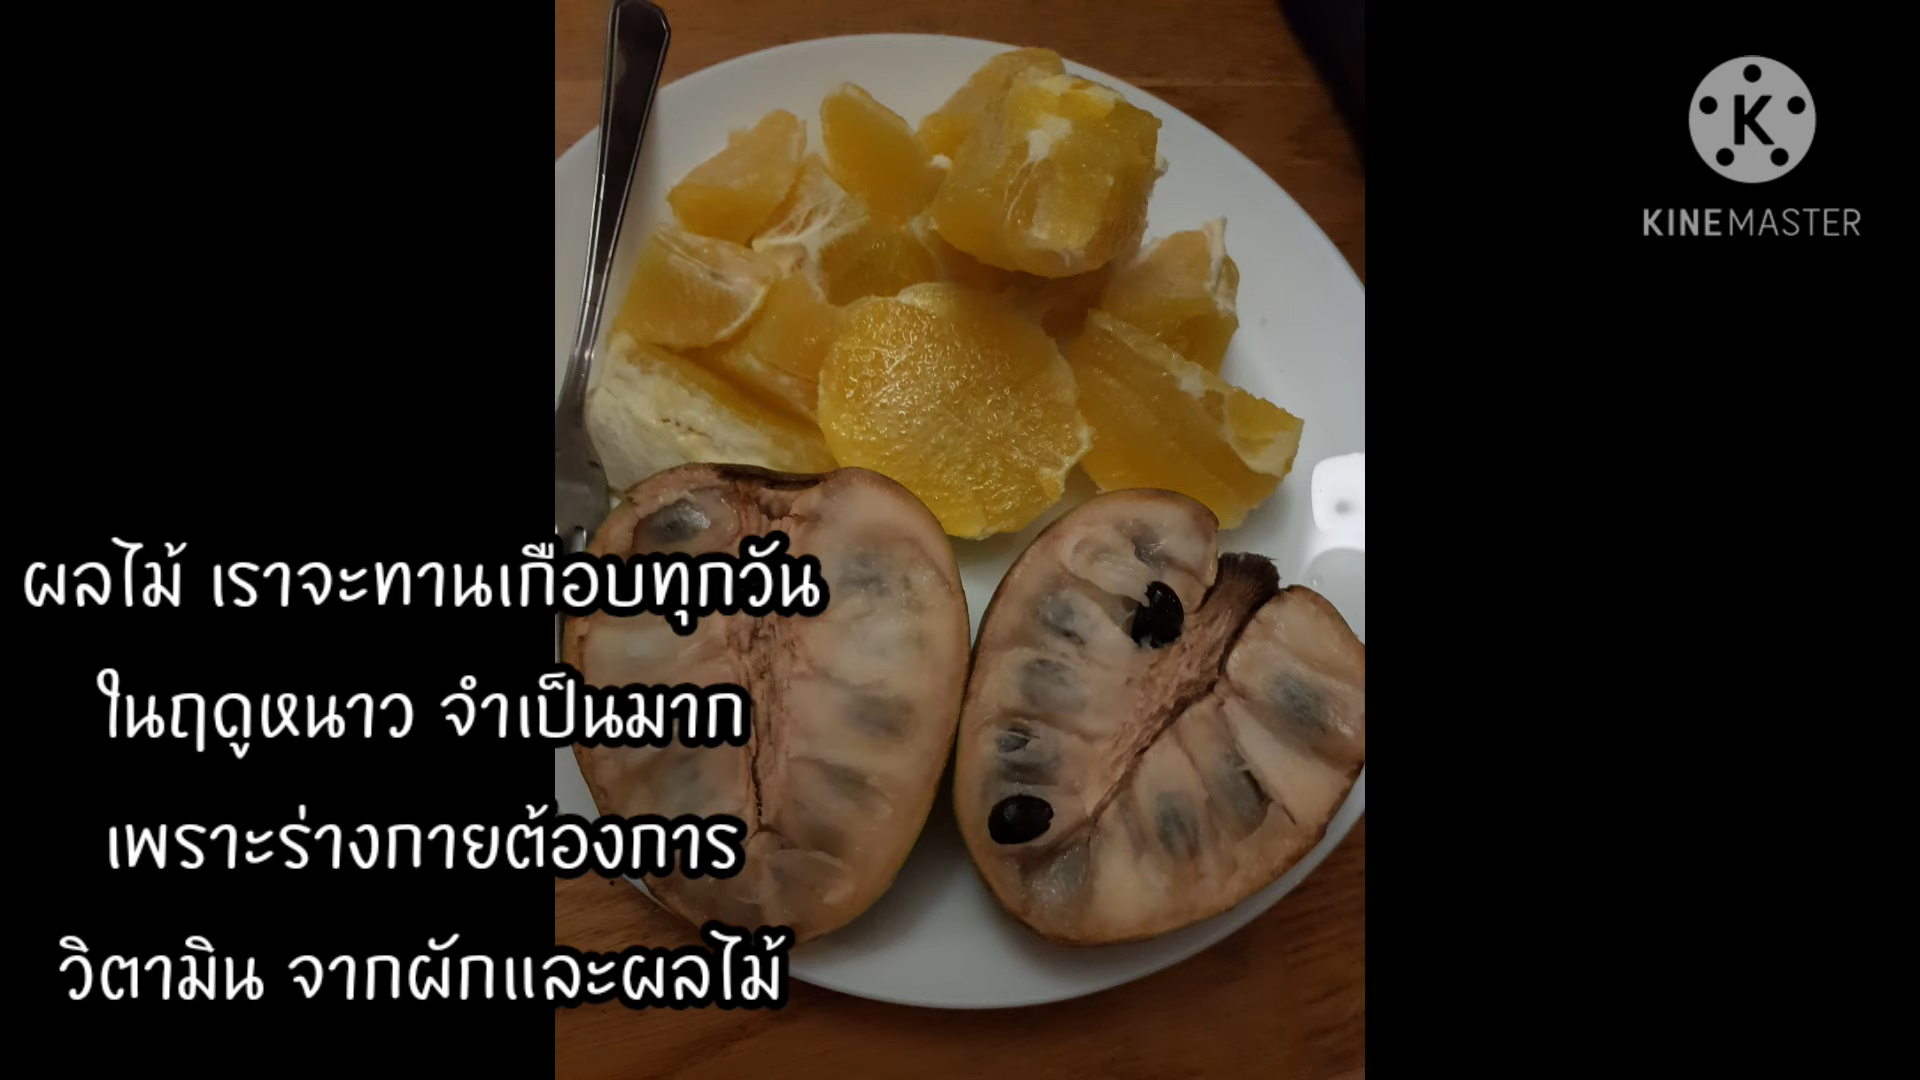 K
KINEMASTER
ผลไม้ เราจะทานเกือบทุกวัน
ในฤดูหนาว จำเป็นมาก
เพราะร่างกายต้องการ
วิตามิน จากผักและผลไม้